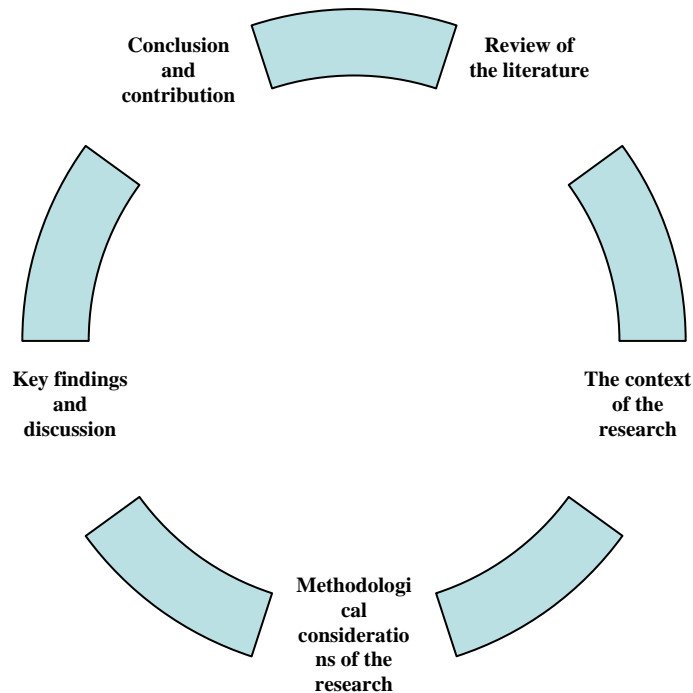 Conclusion
and
contribution
Review of
the literature
The context
of the
research
Methodologi
cal
consideratio
ns of the
research
Key findings
and
discussion